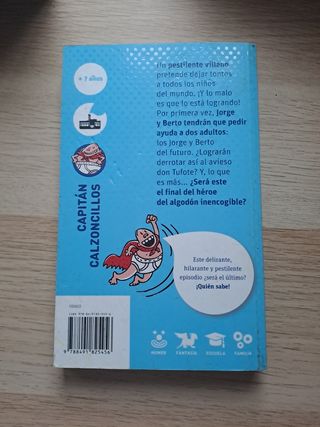 + 7 años
Un pestilente villano
pretende dejar tontos
a todos los niños
del mundo. ¡Y lo malo
es que lo está logrando!
Por primera vez, Jorge
y Berto tendrán que pedir
ayuda a dos adultos:
los Jorge y Berto
del futuro. ¿Lograrán
derrotar así al avieso
don Tufote? Y, lo que
es más... ¿Será este
el final del héroe
del algodón inencogible?
CAPITÁN
CALZONCILLOS
Este delirante,
hilarante y pestilente
episodio ¿será el último?
¡Quién sabe!
9 788491 825456
HUMOR
FANTASÍA
ESCUELA
FAMILIA